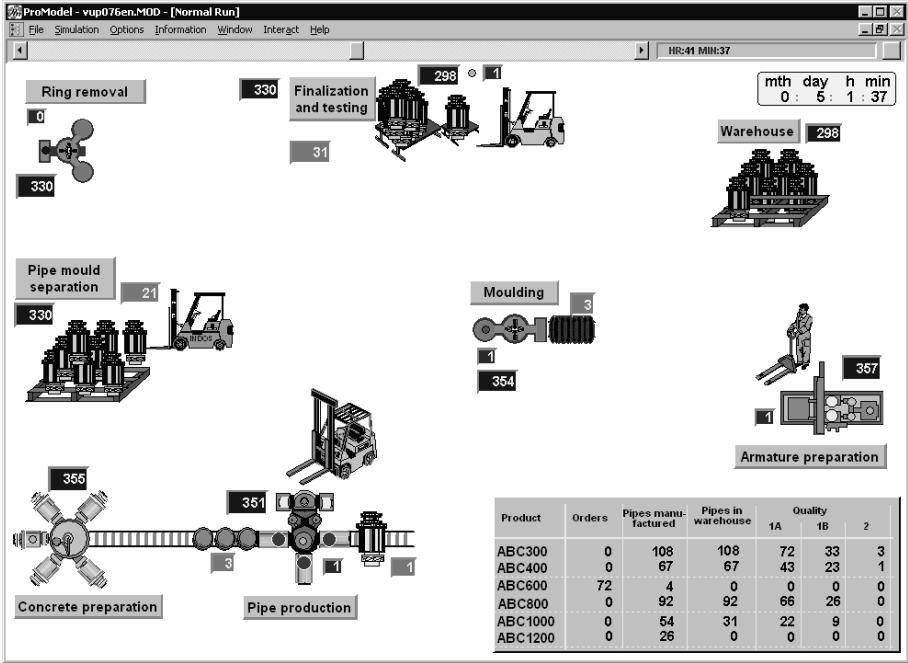 ProModel - vup076en.MOD - [Normal Run]
File Simulation Options Information Window Interact Help
HR:41 MIN:37
Ring removal
0
330
330
Finalization
and testing
31
298
1
mth day h min
0 : 5 : 1 : 37
Warehouse
298
Pipe mould
separation
21
330
INDOS
Moulding
3
1
354
357
1
Armature preparation
355
351
3
1
1
Concrete preparation
Pipe production
Product Orders Pipes manu- factured Pipes in warehouse Quality
1A 1B 2
ABC300 0 108 108 72 33 3
ABC400 0 67 67 43 23 1
ABC600 72 4 0 0 0 0
ABC800 0 92 92 66 26 0
ABC1000 0 54 31 22 9 0
ABC1200 0 26 0 0 0 0